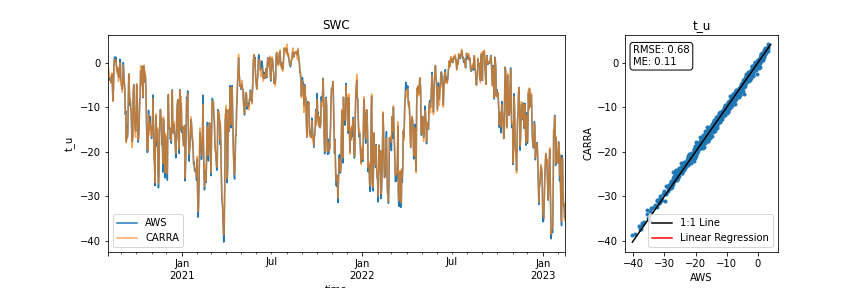 SWC
t_u
0
−10
−20
−30
−40
AWS
CARRA
Jan
2021
Jul
Jan
2022
Jul
Jan
2023
time
t_u
CARRA
0
−10
−20
−30
−40
RMSE: 0.68
ME: 0.11
1:1 Line
Linear Regression
−40
−30
−20
−10
0
AWS